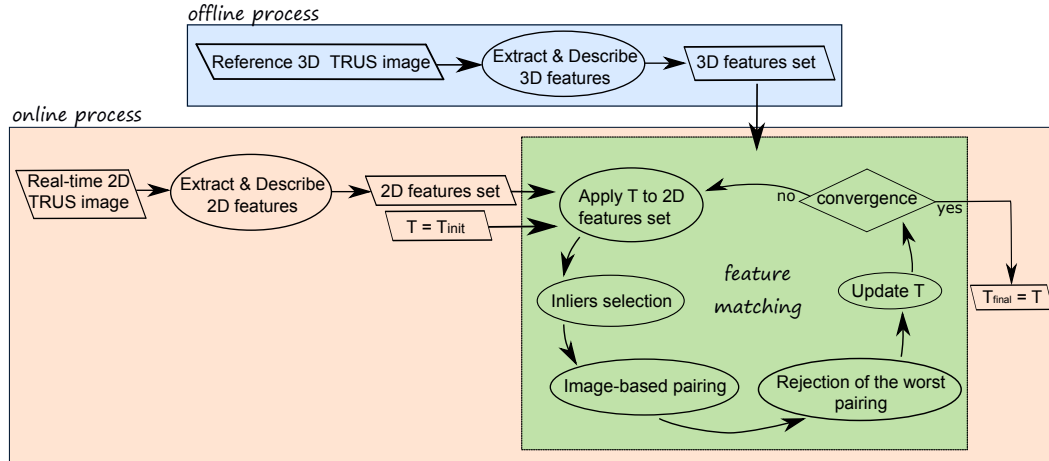 offline process
Reference 3D TRUS image
Extract & Describe
3D features
3D features set
online process
Real-time 2D
TRUS image
Extract & Describe
2D features
2D features set
T = Tinit
Apply T to 2D
features set
no
convergence
yes
feature
matching
Inliers selection
Update T
Tfinal = T
Image-based pairing
Rejection of the worst
pairing